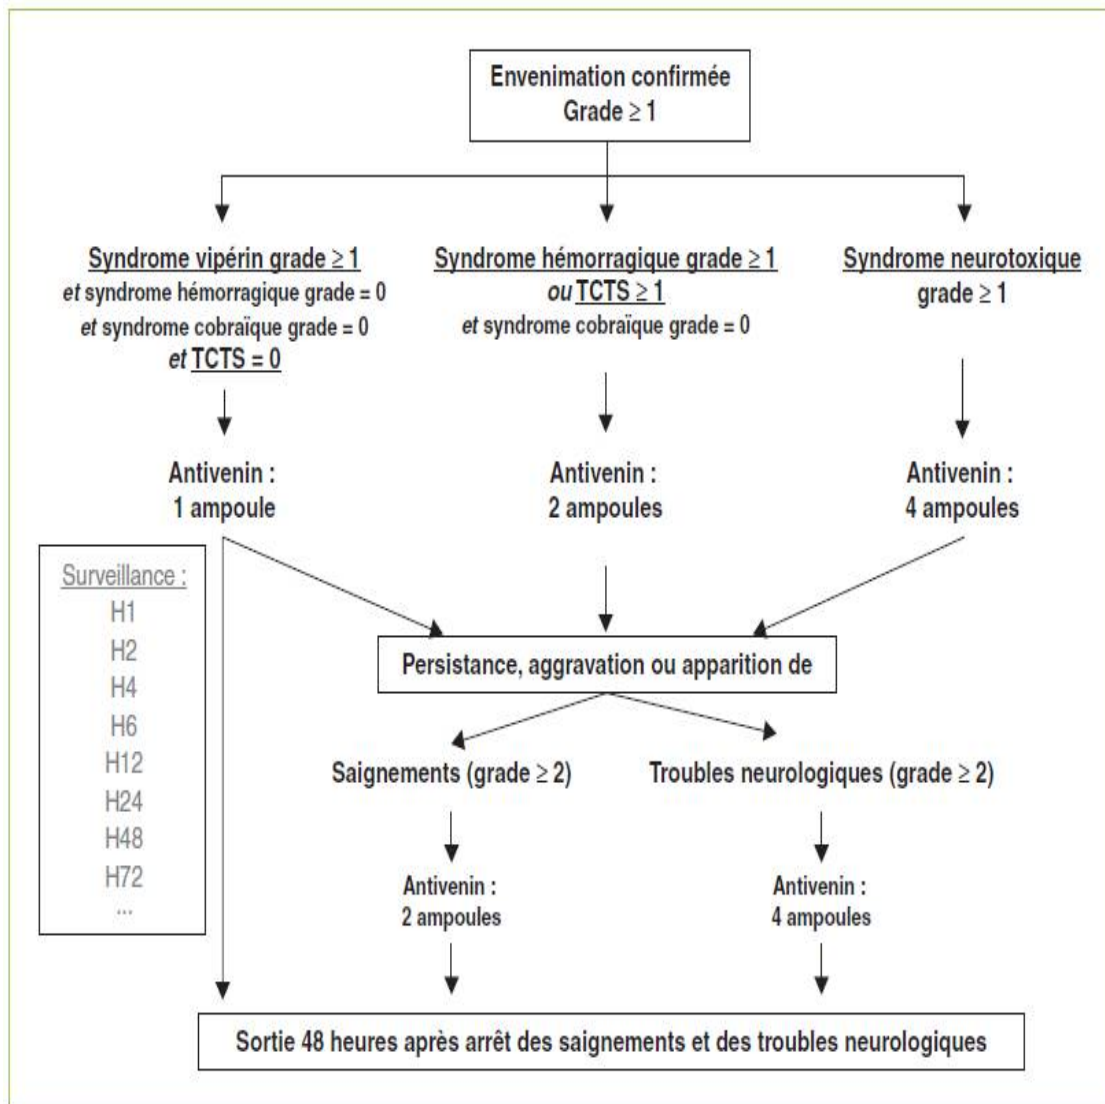 Envenimation confirmée
Grade ≥ 1
Syndrome vipérin grade ≥ 1
et syndrome hémorragique grade = 0
et syndrome cobraïque grade = 0
et TCTS = 0
Syndrome hémorragique grade ≥ 1
ou TCTS ≥ 1
et syndrome cobraïque grade = 0
Syndrome neurotoxique
grade ≥ 1
Antivenin :
1 ampoule
Antivenin :
2 ampoules
Antivenin :
4 ampoules
Surveillance :
H1
H2
H4
H6
H12
H24
H48
H72
...
Persistance, aggravation ou apparition de
Saignements (grade ≥ 2)
Troubles neurologiques (grade ≥ 2)
Antivenin :
2 ampoules
Antivenin :
4 ampoules
Sortie 48 heures après arrêt des saignements et des troubles neurologiques